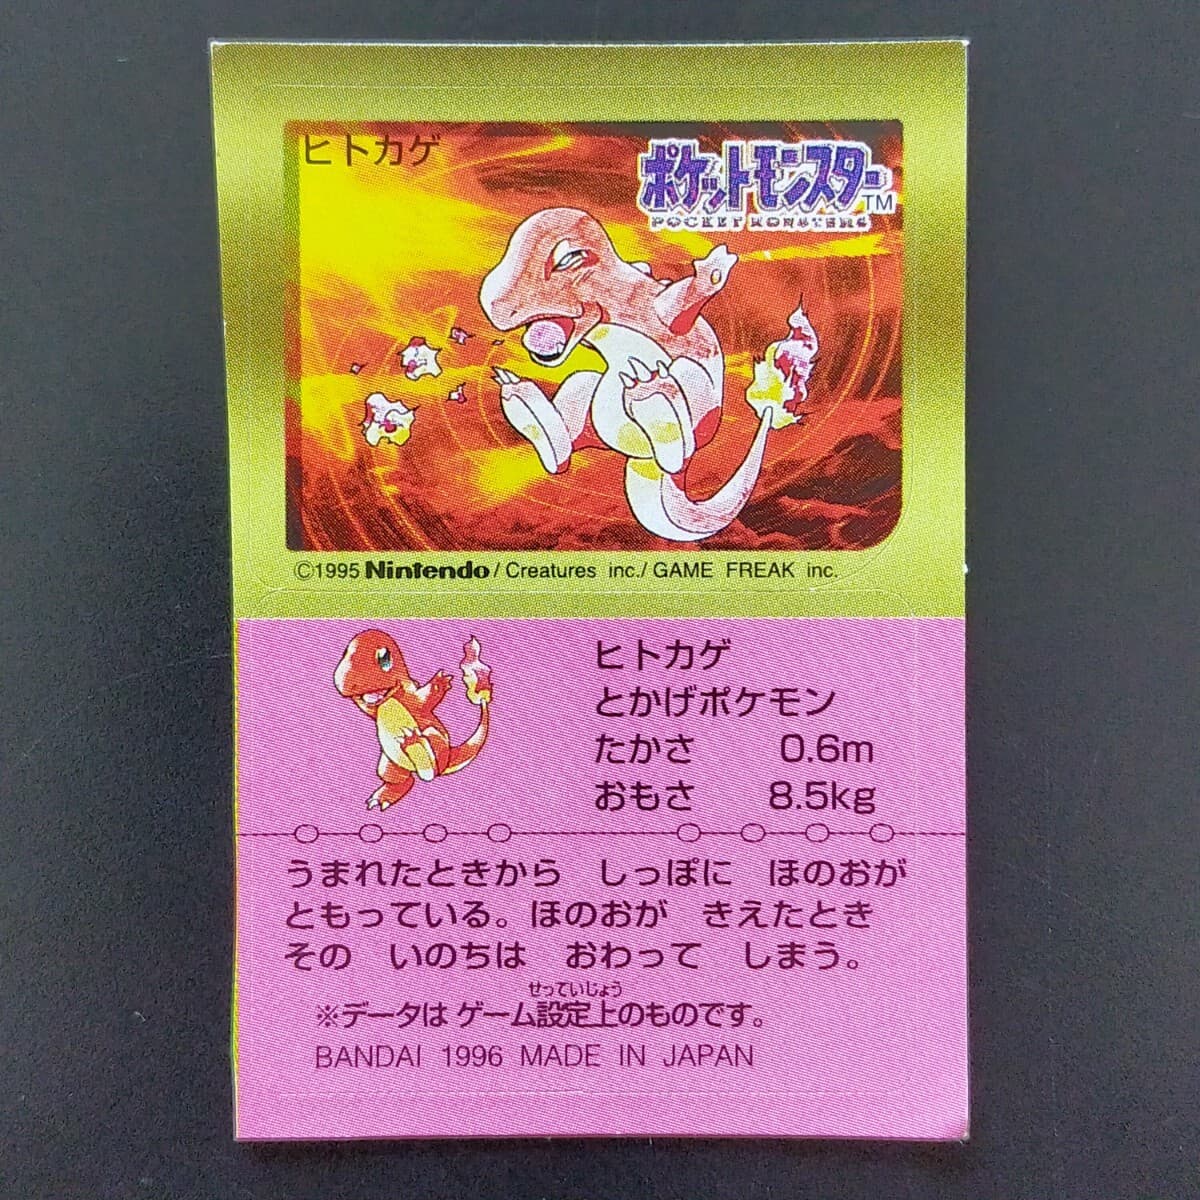 ヒトカゲ
ポケットモンスター TM
POCKET MONSTERS
©1995 Nintendo / Creatures inc. / GAME FREAK inc.
ヒトカゲ
とかげポケモン
たかさ 0.6m
おもさ 8.5kg
うまれたときから しっぽに ほのおが
ともっている。ほのおが きえたとき
その いのちは おわって しまう。
せっていじょう
※データは ゲーム設定上のものです。
BANDAI 1996 MADE IN JAPAN